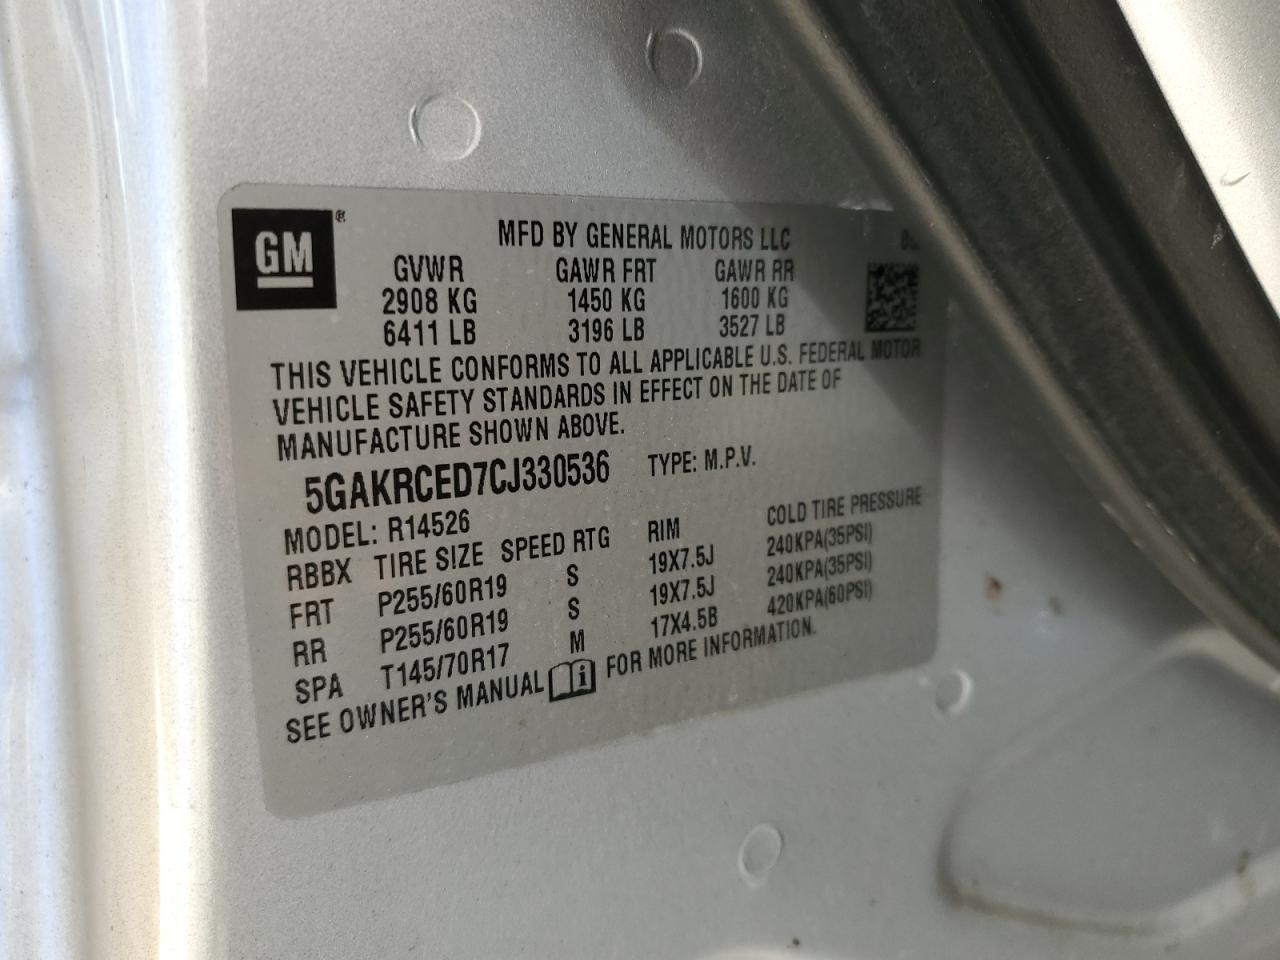 GM ®
MFD BY GENERAL MOTORS LLC
GVWR GAWR FRT GAWR RR
2908 KG 1450 KG 1600 KG
6411 LB 3196 LB 3527 LB
THIS VEHICLE CONFORMS TO ALL APPLICABLE U.S. FEDERAL MOTOR
VEHICLE SAFETY STANDARDS IN EFFECT ON THE DATE OF
MANUFACTURE SHOWN ABOVE.
5GAKRCED7CJ330536 TYPE: M.P.V.
MODEL: R14526
RBBX TIRE SIZE SPEED RTG RIM COLD TIRE PRESSURE
FRT P255/60R19 S 19X7.5J 240KPA(35PSI)
RR P255/60R19 S 19X7.5J 240KPA(35PSI)
SPA T145/70R17 M 17X4.5B 420KPA(60PSI)
SEE OWNER'S MANUAL FOR MORE INFORMATION.